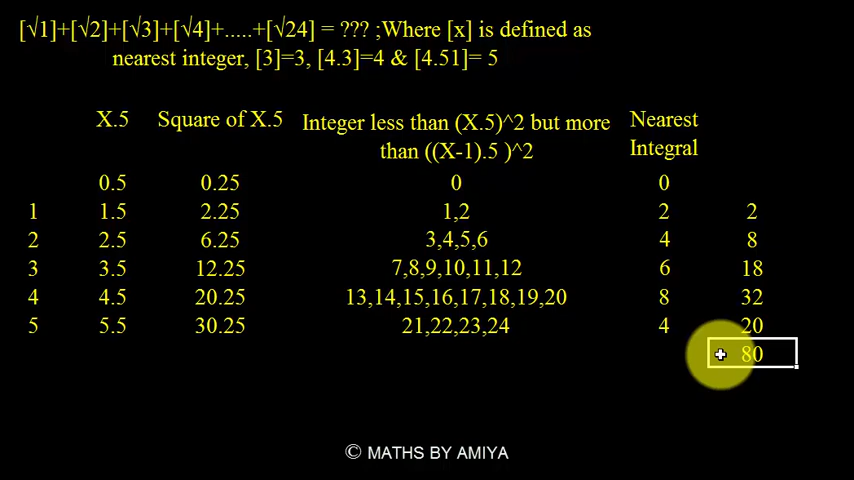 [√1]+[√2]+[√3]+[√4]+.....+[√24] = ??? ;Where [x] is defined as
nearest integer, [3]=3, [4.3]=4 & [4.51]= 5
X.5 Square of X.5 Integer less than (X.5)^2 but more than ((X-1).5 )^2 Nearest Integral
0.5 0.25 0 0
1 1.5 2.25 1,2 2 2
2 2.5 6.25 3,4,5,6 4 8
3 3.5 12.25 7,8,9,10,11,12 6 18
4 4.5 20.25 13,14,15,16,17,18,19,20 8 32
5 5.5 30.25 21,22,23,24 4 20
80
© MATHS BY AMIYA